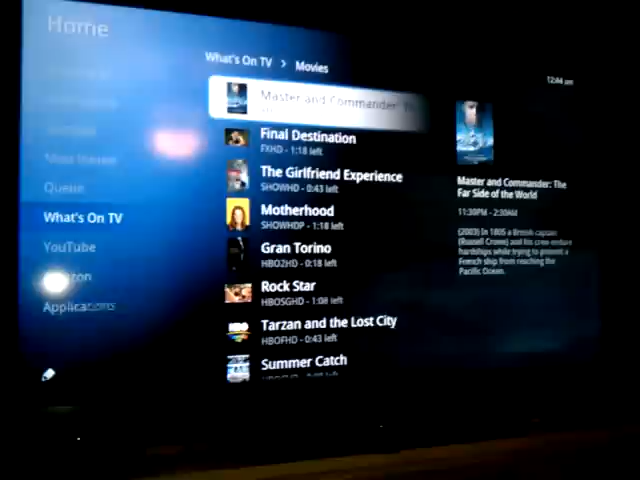 Home
What's On TV > Movies
12:44 am
Master and Commander:
Final Destination
FXHD - 1:18 left
The Girlfriend Experience
SHOWHD - 0:43 left
Motherhood
SHOWHDP - 1:18 left
Gran Torino
HBO2HD - 0:18 left
Rock Star
HBOSGHD - 1:08 left
Tarzan and the Lost City
HBOFHD - 0:43 left
HBO
Summer Catch
Queue
What's On TV
YouTube
Applications
Master and Commander: The
Far Side of the World
11:30PM - 2:30AM
(2003) In 1805 a British captain
(Russell Crowe) and his crew endure
hardships while trying to prevent a
French ship from reaching the
Pacific Ocean.